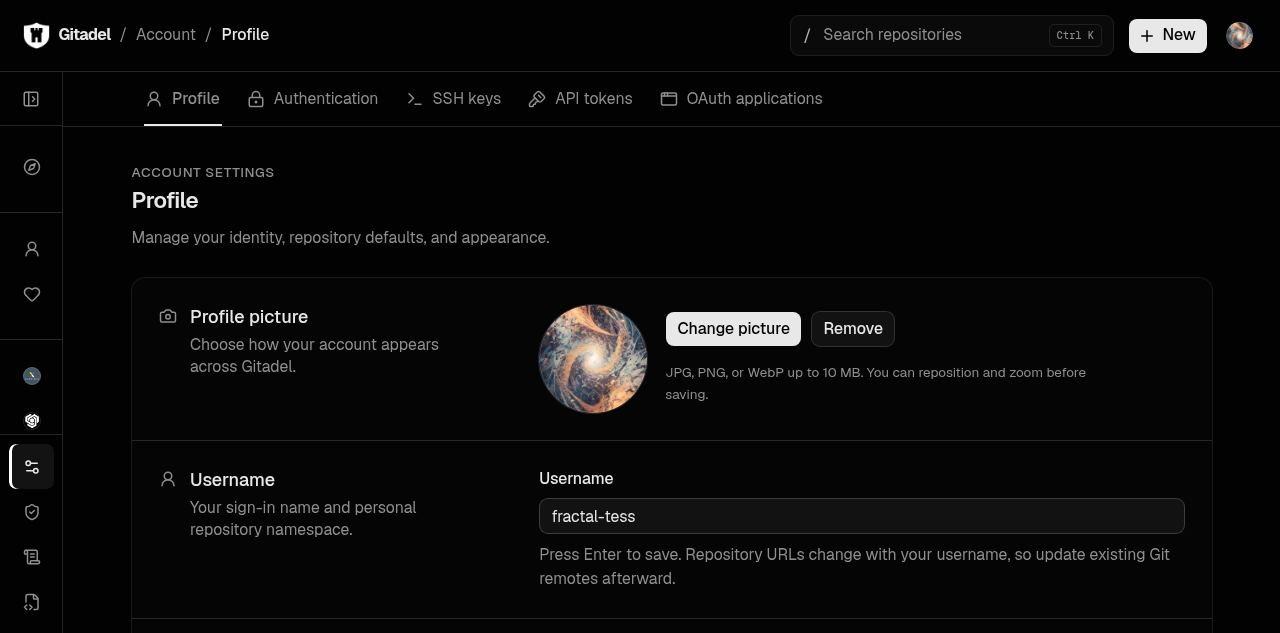 Gitadel / Account / Profile
/ Search repositories Ctrl K
+ New
Profile
Authentication
SSH keys
API tokens
OAuth applications
ACCOUNT SETTINGS
Profile
Manage your identity, repository defaults, and appearance.
Profile picture
Choose how your account appears
across Gitadel.
Change picture
Remove
JPG, PNG, or WebP up to 10 MB. You can reposition and zoom before
saving.
Username
Your sign-in name and personal
repository namespace.
Username
fractal-tess
Press Enter to save. Repository URLs change with your username, so update existing Git
remotes afterward.